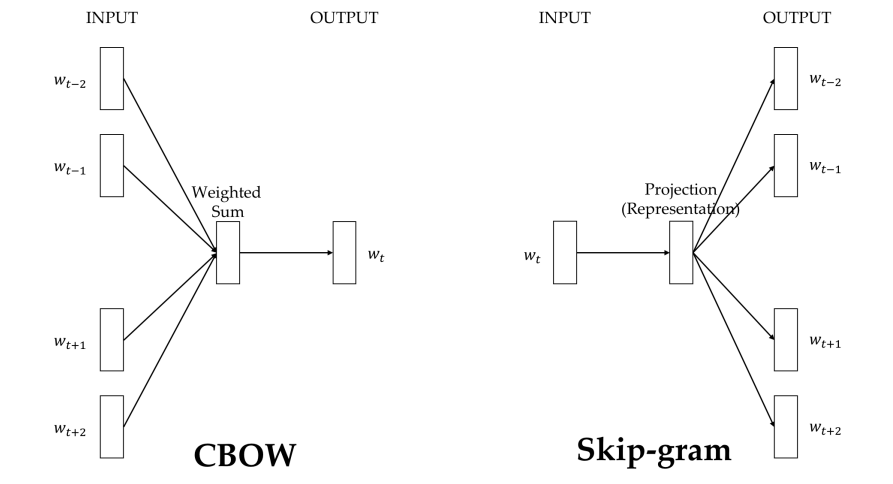 INPUT
OUTPUT
w_{t−2}
w_{t−1}
Weighted
Sum
w_t
w_{t+1}
w_{t+2}
CBOW
INPUT
OUTPUT
w_{t−2}
w_{t−1}
Projection
(Representation)
w_t
w_{t+1}
w_{t+2}
Skip-gram